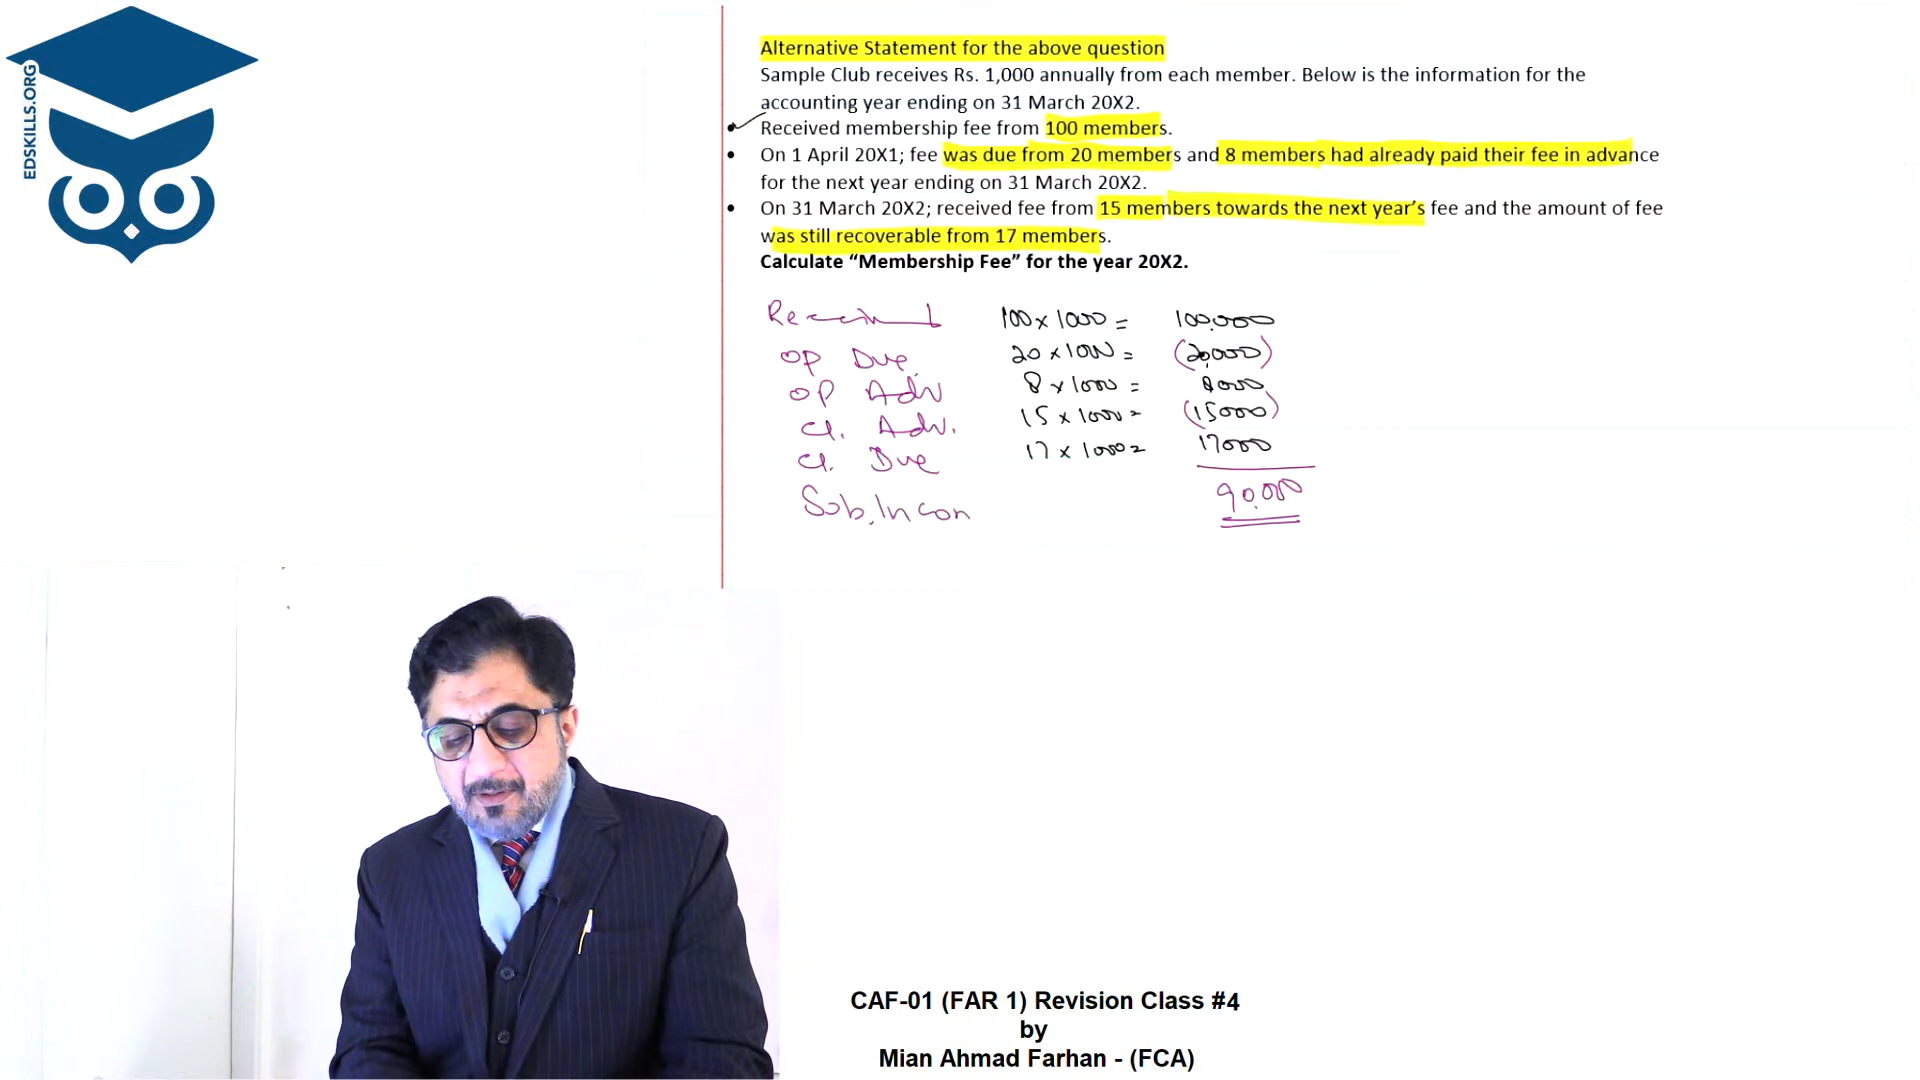 EDSKILLS.ORG
Alternative Statement for the above question
Sample Club receives Rs. 1,000 annually from each member. Below is the information for the
accounting year ending on 31 March 20X2.
• Received membership fee from 100 members.
• On 1 April 20X1; fee was due from 20 members and 8 members had already paid their fee in advance
for the next year ending on 31 March 20X2.
• On 31 March 20X2; received fee from 15 members towards the next year's fee and the amount of fee
was still recoverable from 17 members.
Calculate “Membership Fee” for the year 20X2.
100 x 1000 = 100,000
Op Due 20 x 1000 = (20,000)
Op Adv 8 x 1000 = 8000
Cl. Adv. 15 x 1000 = (15000)
Cl. Due 17 x 1000 = 17000
Sub. Incom 90,000
CAF-01 (FAR 1) Revision Class #4
by
Mian Ahmad Farhan - (FCA)